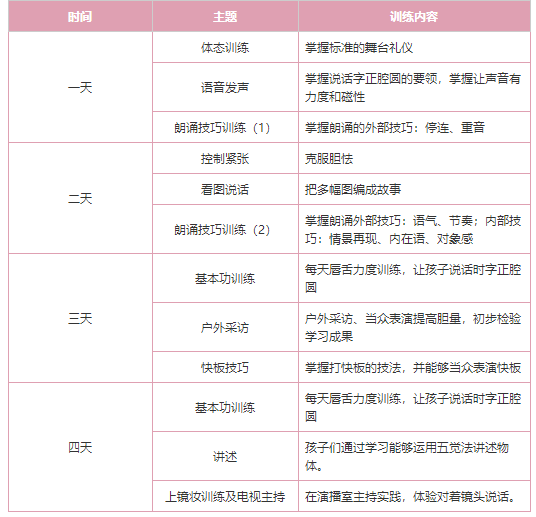 时间 主题 训练内容
一天
体态训练 掌握标准的舞台礼仪
语音发声 掌握说话字正腔圆的要领，掌握让声音有
力度和磁性
朗诵技巧训练（1） 掌握朗诵的外部技巧：停连、重音
二天
控制紧张 克服胆怯
看图说话 把多幅图编成故事
朗诵技巧训练（2） 掌握朗诵外部技巧：语气、节奏；内部技
巧：情景再现、内在语、对象感
三天
基本功训练 每天唇舌力度训练，让孩子说话时字正腔
圆
户外采访 户外采访、当众表演提高胆量，初步检验
学习成果
快板技巧 掌握打快板的技法，并能够当众表演快板
四天
基本功训练 每天唇舌力度训练，让孩子说话时字正腔
圆
讲述 孩子们通过学习能够运用五觉法讲述物
体。
上镜妆训练及电视主持 在演播室主持实践，体验对着镜头说话。